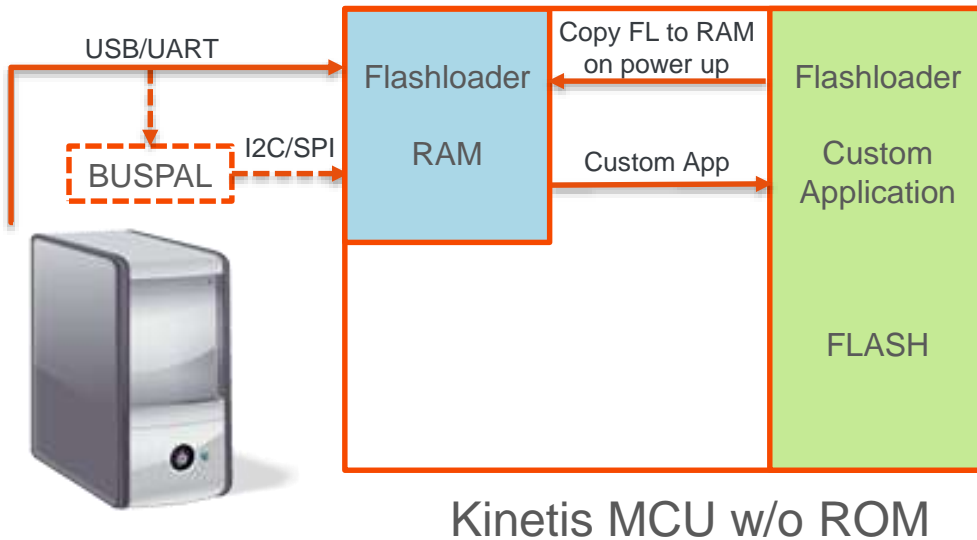 USB/UART
BUSPAL
I2C/SPI
Flashloader
RAM
Copy FL to RAM
on power up
Custom App
Flashloader
Custom
Application
FLASH
Kinetis MCU w/o ROM